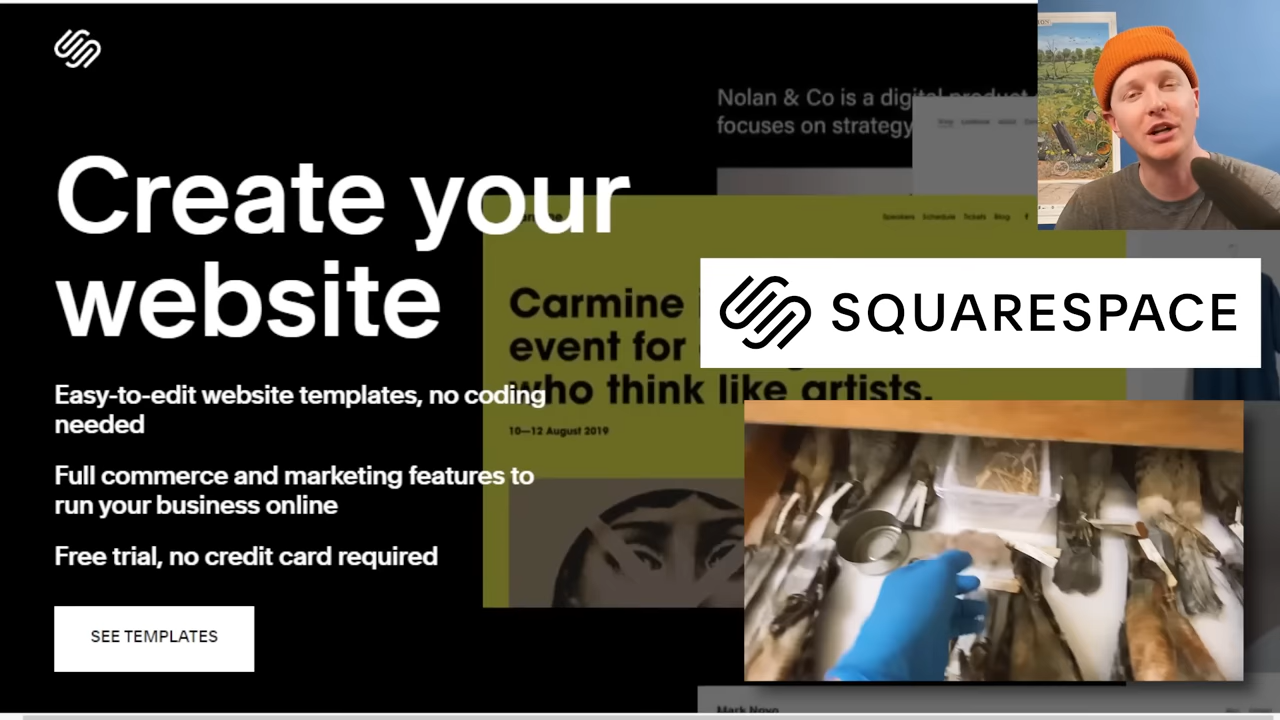 Create your
website
Easy-to-edit website templates, no coding
needed
Full commerce and marketing features to
run your business online
Free trial, no credit card required
SEE TEMPLATES
Nolan & Co is a digital product
focuses on strategy
Speakers Schedule Tickets Blog
Carmine
event for
who think like artists.
10—12 August 2019
SQUARESPACE
Mark Novo